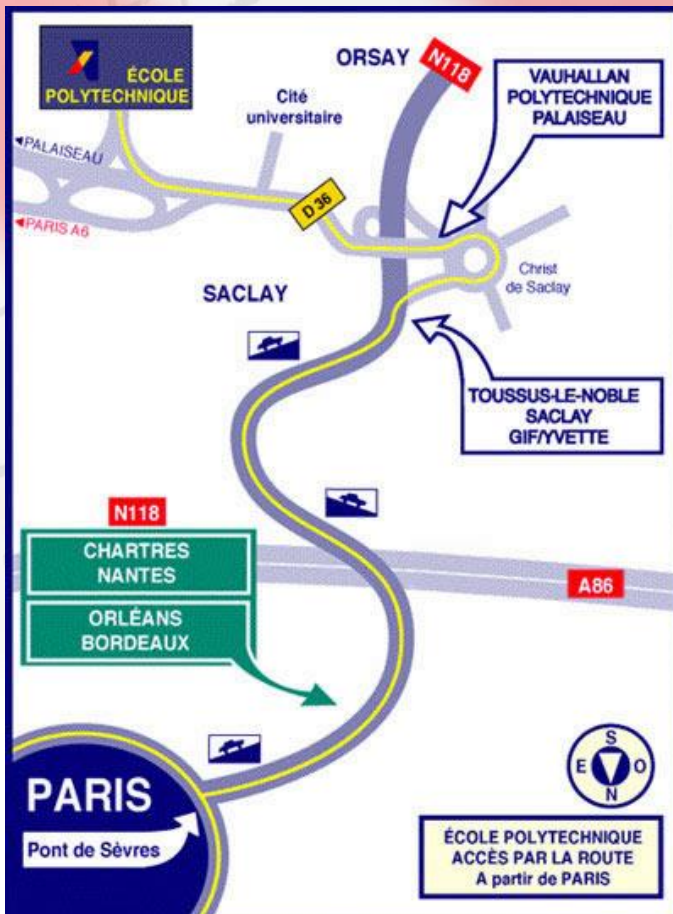 ÉCOLE
POLYTECHNIQUE
ORSAY
N118
VAUHALLAN
POLYTECHNIQUE
PALAISEAU
Cité
universitaire
◄PALAISEAU
D 36
◄PARIS A6
Christ
de Saclay
SACLAY
TOUSSUS-LE-NOBLE
SACLAY
GIF/YVETTE
N118
CHARTRES
NANTES
A86
ORLÉANS
BORDEAUX
PARIS
Pont de Sèvres
S
E O
N
ÉCOLE POLYTECHNIQUE
ACCÈS PAR LA ROUTE
A partir de PARIS